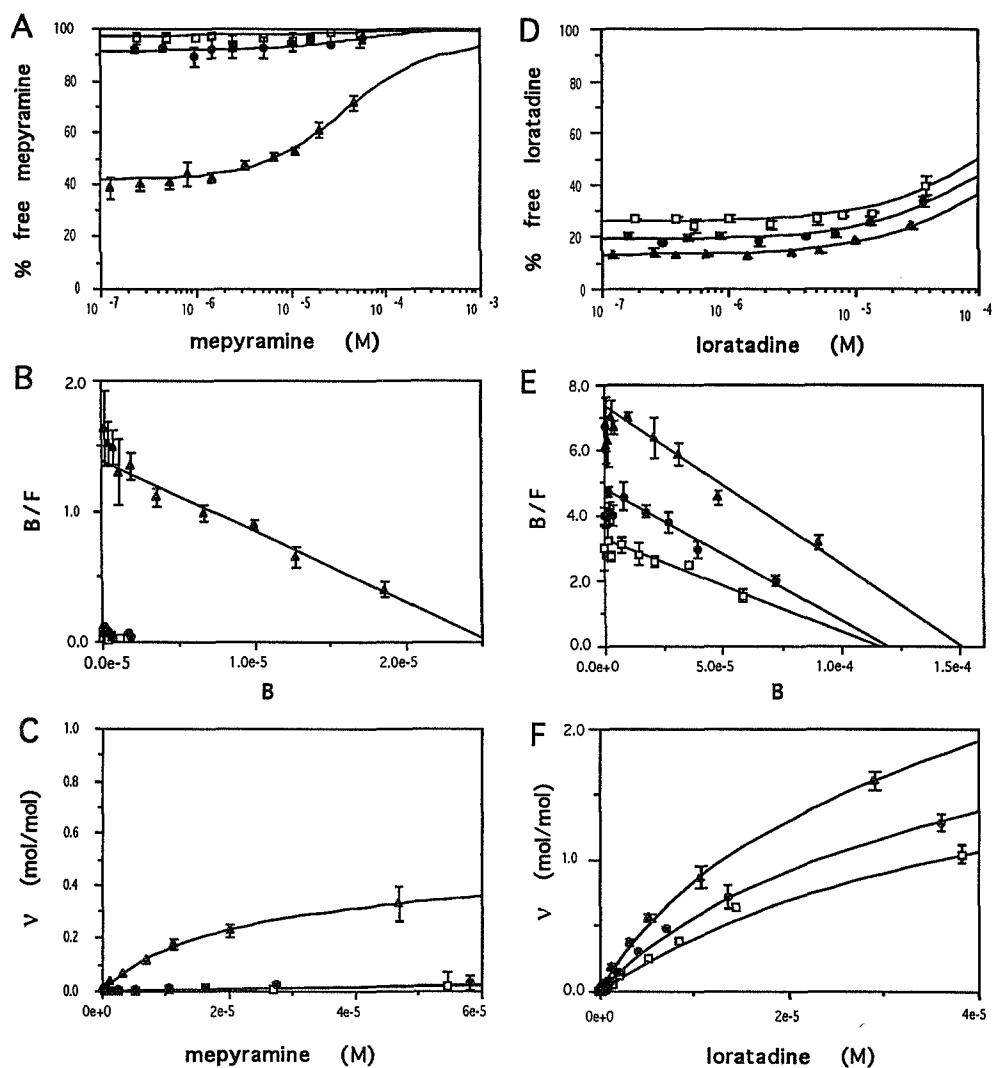 A
100
80
60
40
20
0
% free mepyramine
10⁻⁷ 10⁻⁶ 10⁻⁵ 10⁻⁴ 10⁻³
mepyramine (M)
B
2.0
1.0
0.0
B/F
0.0e-5 1.0e-5 2.0e-5
B
C
1.0
0.8
0.6
0.4
0.2
0.0
ν (mol/mol)
0e+0 2e-5 4e-5 6e-5
mepyramine (M)
D
100
80
60
40
20
0
% free loratadine
10⁻⁷ 10⁻⁶ 10⁻⁵ 10⁻⁴
loratadine (M)
E
8.0
6.0
4.0
2.0
0.0
B/F
0.0e+0 5.0e-5 1.0e-4 1.5e-4
B
F
2.0
1.0
0.0
ν (mol/mol)
0e+0 2e-5 4e-5
loratadine (M)